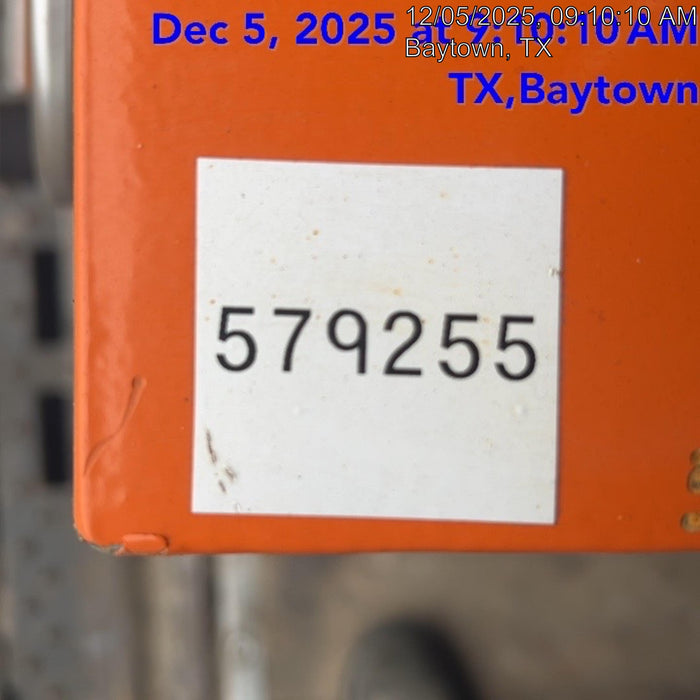 12/05/2025, 09:10:10 AM
Dec 5, 2025 at 9:10:10 AM
Baytown, TX
TX,Baytown
579255